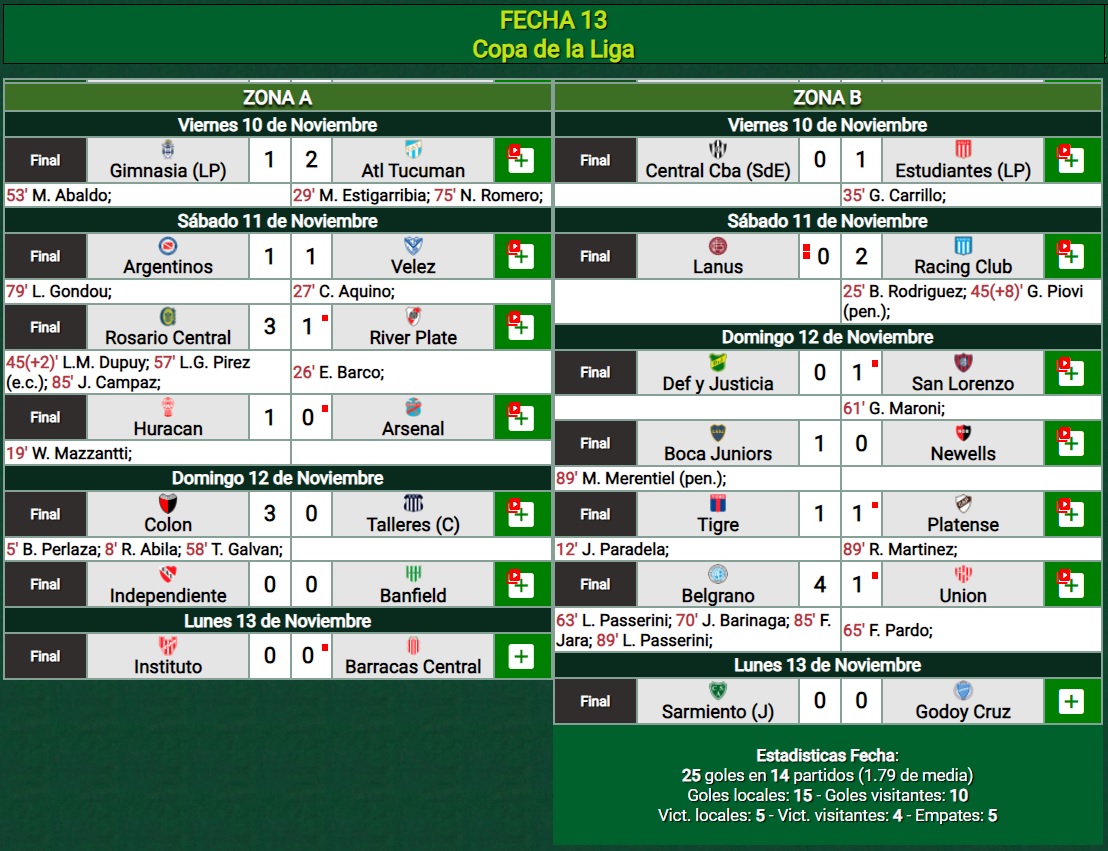 FECHA 13
Copa de la Liga
ZONA A
Viernes 10 de Noviembre
Final Gimnasia (LP) 1 2 Atl Tucuman
53' M. Abaldo; 29' M. Estigarribia; 75' N. Romero;
Sábado 11 de Noviembre
Final Argentinos 1 1 Velez
79' L. Gondou; 27' C. Aquino;
Final Rosario Central 3 1 River Plate
45(+2)' L.M. Dupuy; 57' L.G. Pirez
(e.c.); 85' J. Campaz;
26' E. Barco;
Final Huracan 1 0 Arsenal
19' W. Mazzantti;
Domingo 12 de Noviembre
Final Colon 3 0 Talleres (C)
5' B. Perlaza; 8' R. Abila; 58' T. Galvan;
Final Independiente 0 0 Banfield
Lunes 13 de Noviembre
Final Instituto 0 0 Barracas Central
ZONA B
Viernes 10 de Noviembre
Final Central Cba (SdE) 0 1 Estudiantes (LP)
35' G. Carrillo;
Sábado 11 de Noviembre
Final Lanus 0 2 Racing Club
25' B. Rodriguez; 45(+8)' G. Piovi
(pen.);
Domingo 12 de Noviembre
Final Def y Justicia 0 1 San Lorenzo
61' G. Maroni;
Final Boca Juniors 1 0 Newells
89' M. Merentiel (pen.);
Final Tigre 1 1 Platense
12' J. Paradela; 89' R. Martinez;
Final Belgrano 4 1 Union
63' L. Passerini; 70' J. Barinaga; 85' F.
Jara; 89' L. Passerini;
65' F. Pardo;
Lunes 13 de Noviembre
Final Sarmiento (J) 0 0 Godoy Cruz
Estadisticas Fecha:
25 goles en 14 partidos (1.79 de media)
Goles locales: 15 - Goles visitantes: 10
Vict. locales: 5 - Vict. visitantes: 4 - Empates: 5